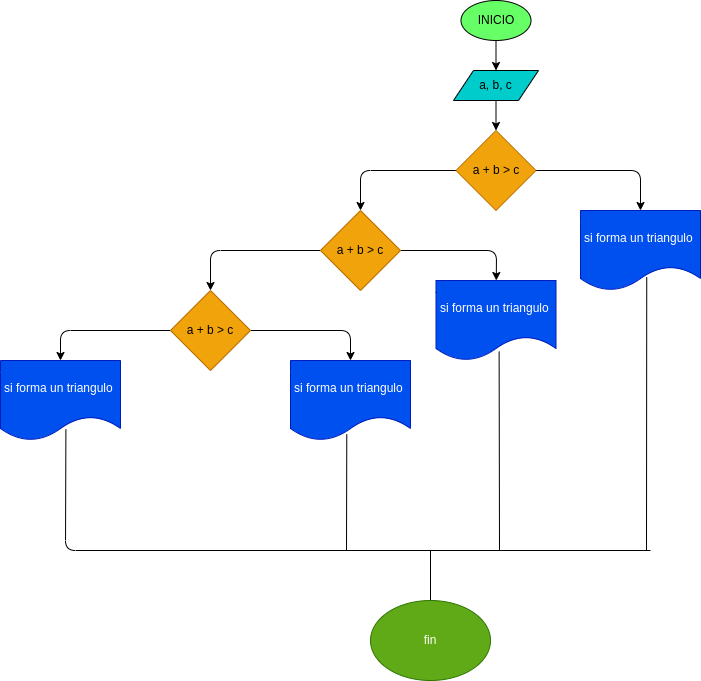 INICIO
a, b, c
a + b > c
si forma un triangulo
a + b > c
si forma un triangulo
a + b > c
si forma un triangulo
si forma un triangulo
fin